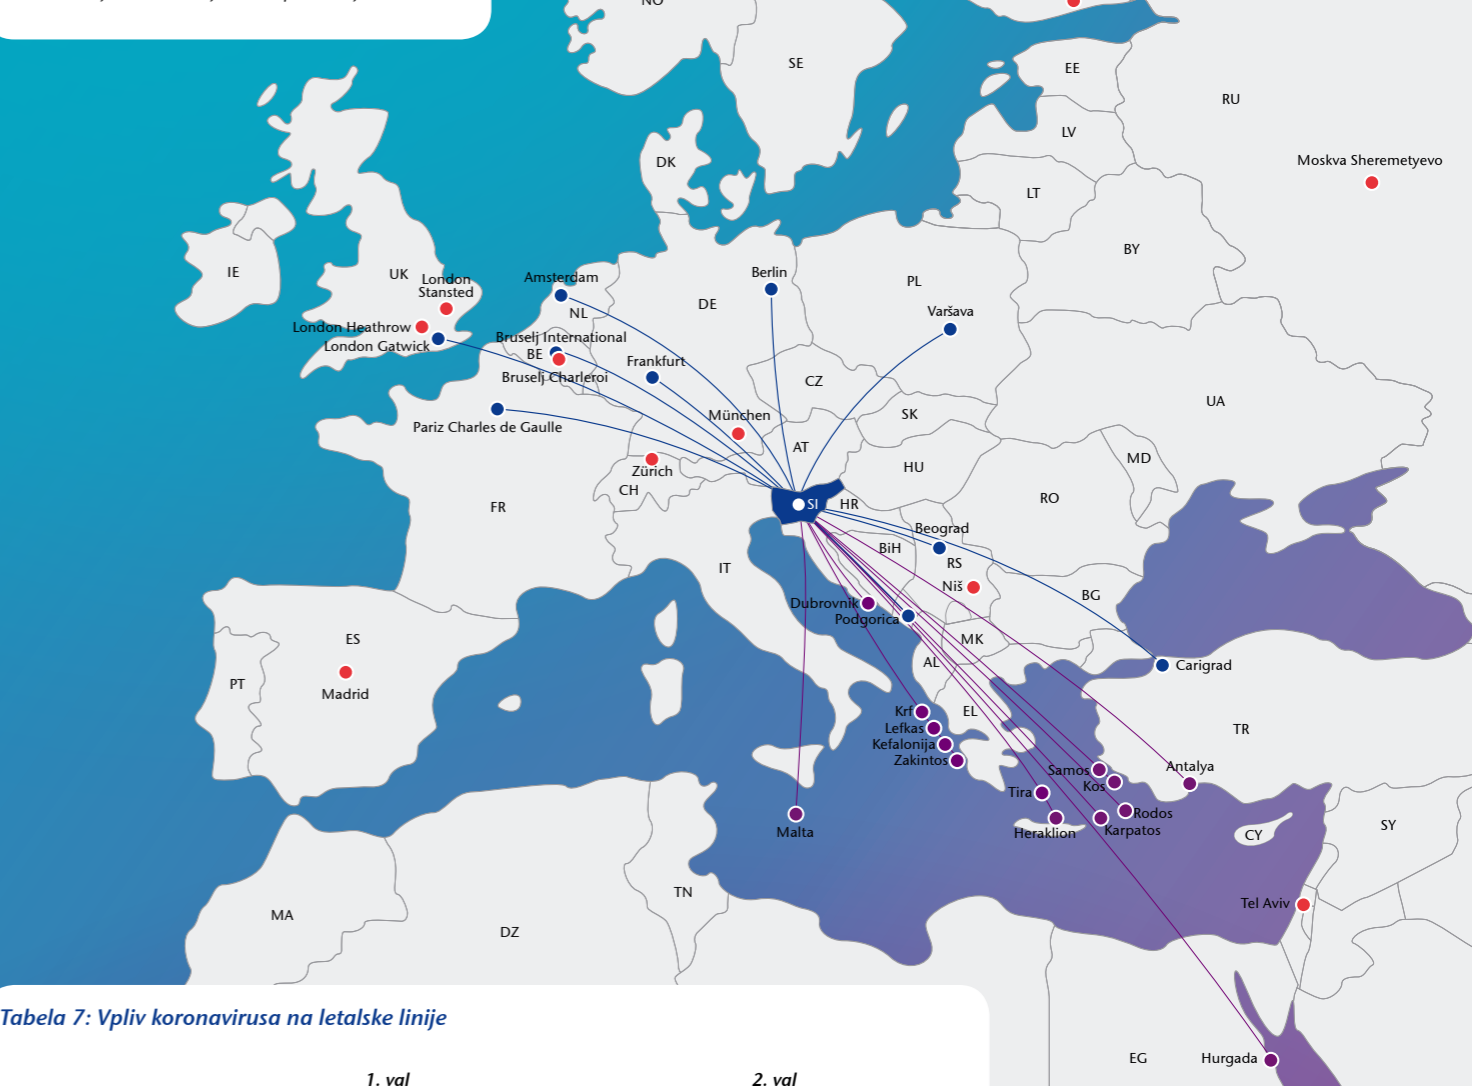 NO
SE
EE
RU
LV
DK
Moskva Sheremetyevo
LT
BY
IE
UK
London
Stansted
Amsterdam
Berlin
PL
NL
DE
Varšava
London Heathrow
London Gatwick
Bruselj International
BE
Frankfurt
Bruselj Charleroi
CZ
UA
München
SK
Pariz Charles de Gaulle
AT
MD
Zürich
HU
CH
RO
FR
SI
HR
Beograd
BiH
RS
IT
Niš
BG
Dubrovnik
Podgorica
ES
MK
AL
Carigrad
PT
Madrid
Krf
EL
Lefkas
TR
Kefalonija
Zakintos
Samos
Antalya
Kos
Tira
Rodos
Malta
Heraklion
Karpatos
CY
SY
TN
Tel Aviv
MA
DZ
Tabela 7: Vpliv koronavirusa na letalske linije
EG
Hurgada
1. val
2. val